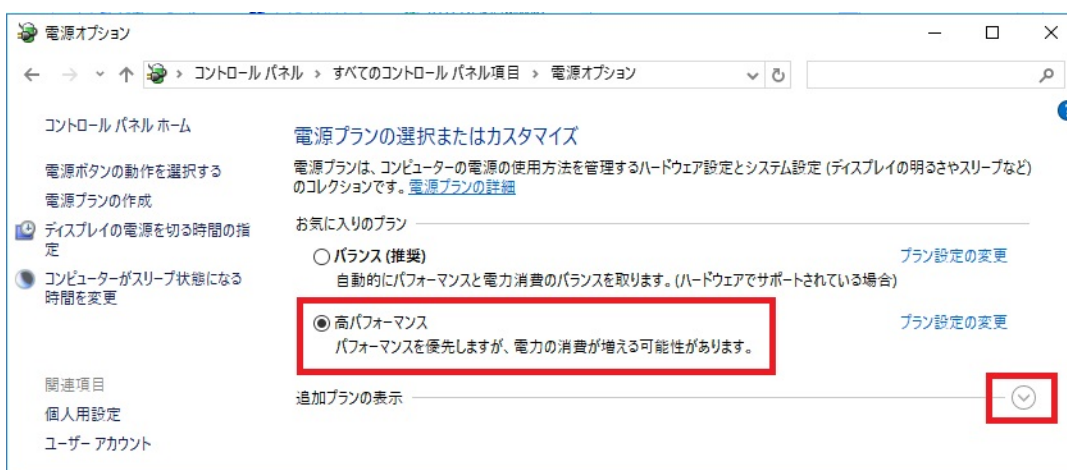 電源オプション
コントロール パネル › すべてのコントロール パネル項目 › 電源オプション
コントロール パネル ホーム
電源ボタンの動作を選択する
電源プランの作成
ディスプレイの電源を切る時間の指
定
コンピューターがスリープ状態になる
時間を変更
関連項目
個人用設定
ユーザー アカウント
電源プランの選択またはカスタマイズ
電源プランは、コンピューターの電源の使用方法を管理するハードウェア設定とシステム設定 (ディスプレイの明るさやスリープなど)
のコレクションです。電源プランの詳細
お気に入りのプラン
バランス (推奨) プラン設定の変更
自動的にパフォーマンスと電力消費のバランスを取ります。(ハードウェアでサポートされている場合)
高パフォーマンス プラン設定の変更
パフォーマンスを優先しますが、電力の消費が増える可能性があります。
追加プランの表示